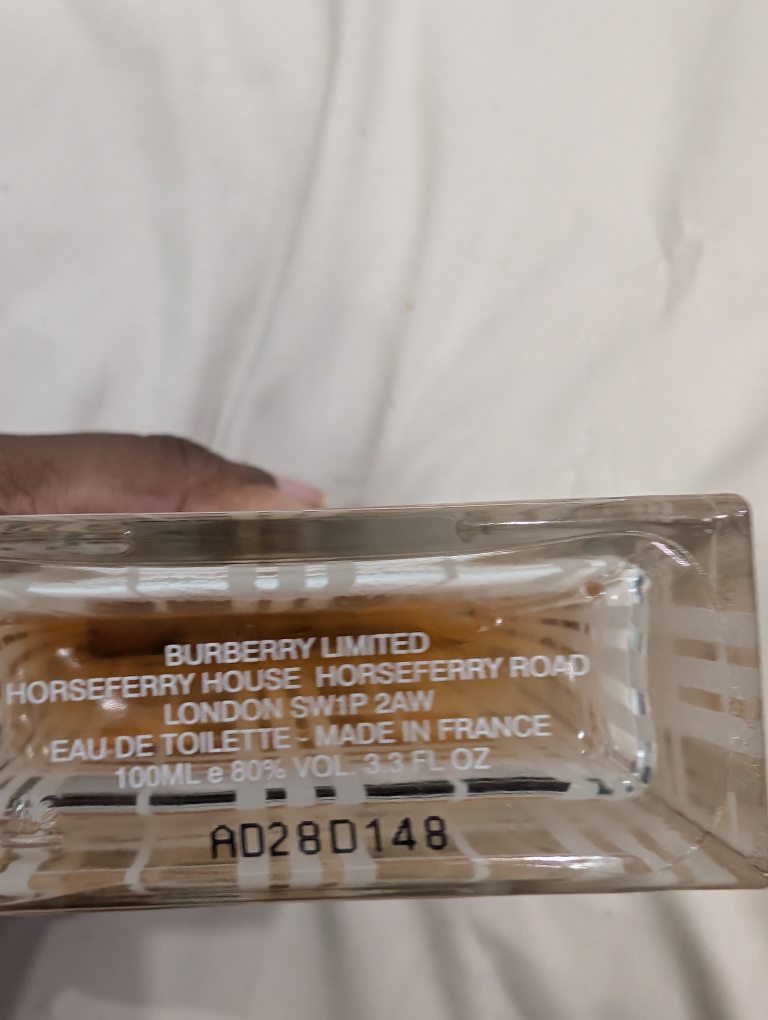 BURBERRY LIMITED
HORSEFERRY HOUSE HORSEFERRY ROAD
LONDON SW1P 2AW
EAU DE TOILETTE - MADE IN FRANCE
100ML e 80% VOL. 3.3 FL OZ
AD28D148